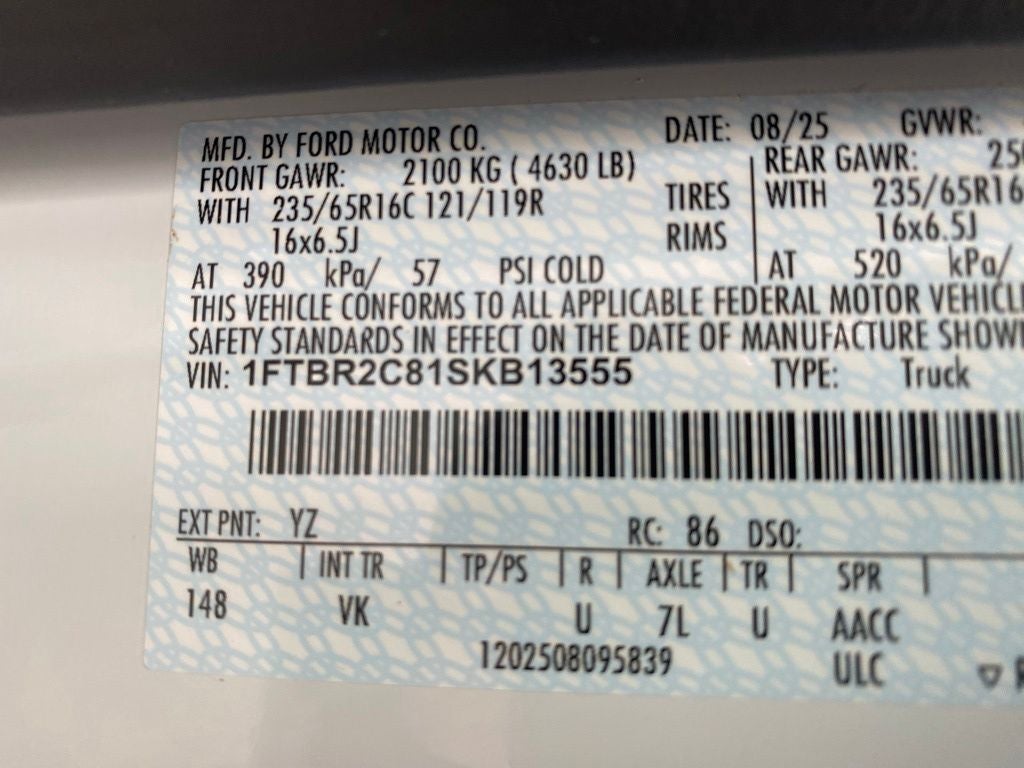 MFD. BY FORD MOTOR CO. DATE: 08/25 GVWR:
FRONT GAWR: 2100 KG ( 4630 LB) REAR GAWR: 25
WITH 235/65R16C 121/119R TIRES WITH 235/65R16
16x6.5J RIMS 16x6.5J
AT 390 kPa/ 57 PSI COLD AT 520 kPa/
THIS VEHICLE CONFORMS TO ALL APPLICABLE FEDERAL MOTOR VEHICL
SAFETY STANDARDS IN EFFECT ON THE DATE OF MANUFACTURE SHOW
VIN: 1FTBR2C81SKB13555 TYPE: Truck
EXT PNT: YZ RC: 86 DSO:
WB INT TR TP/PS R AXLE TR SPR
148 VK U 7L U AACC
1202508095839 ULC